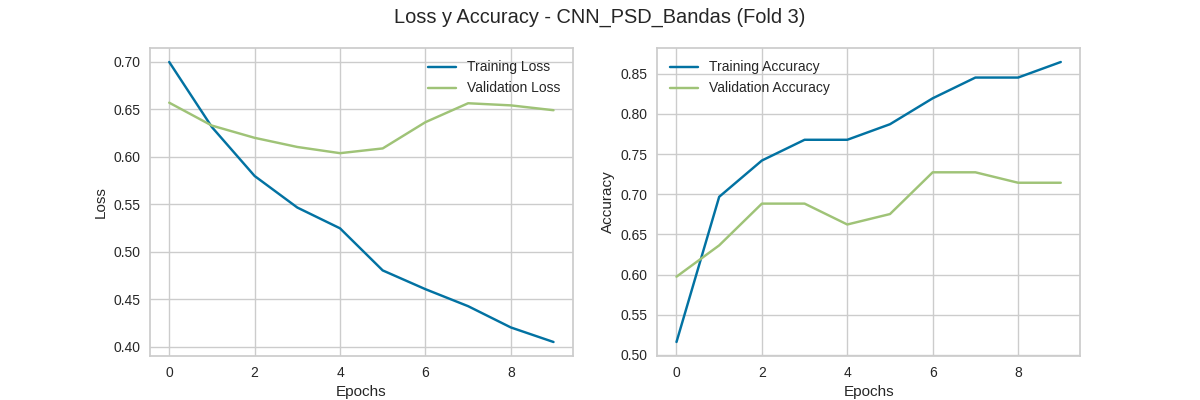 Loss y Accuracy - CNN_PSD_Bandas (Fold 3)
Training Loss
Validation Loss
0.70
0.65
0.60
0.55
0.50
0.45
0.40
Loss
0 2 4 6 8
Epochs
Training Accuracy
Validation Accuracy
0.85
0.80
0.75
0.70
0.65
0.60
0.55
0.50
Accuracy
0 2 4 6 8
Epochs